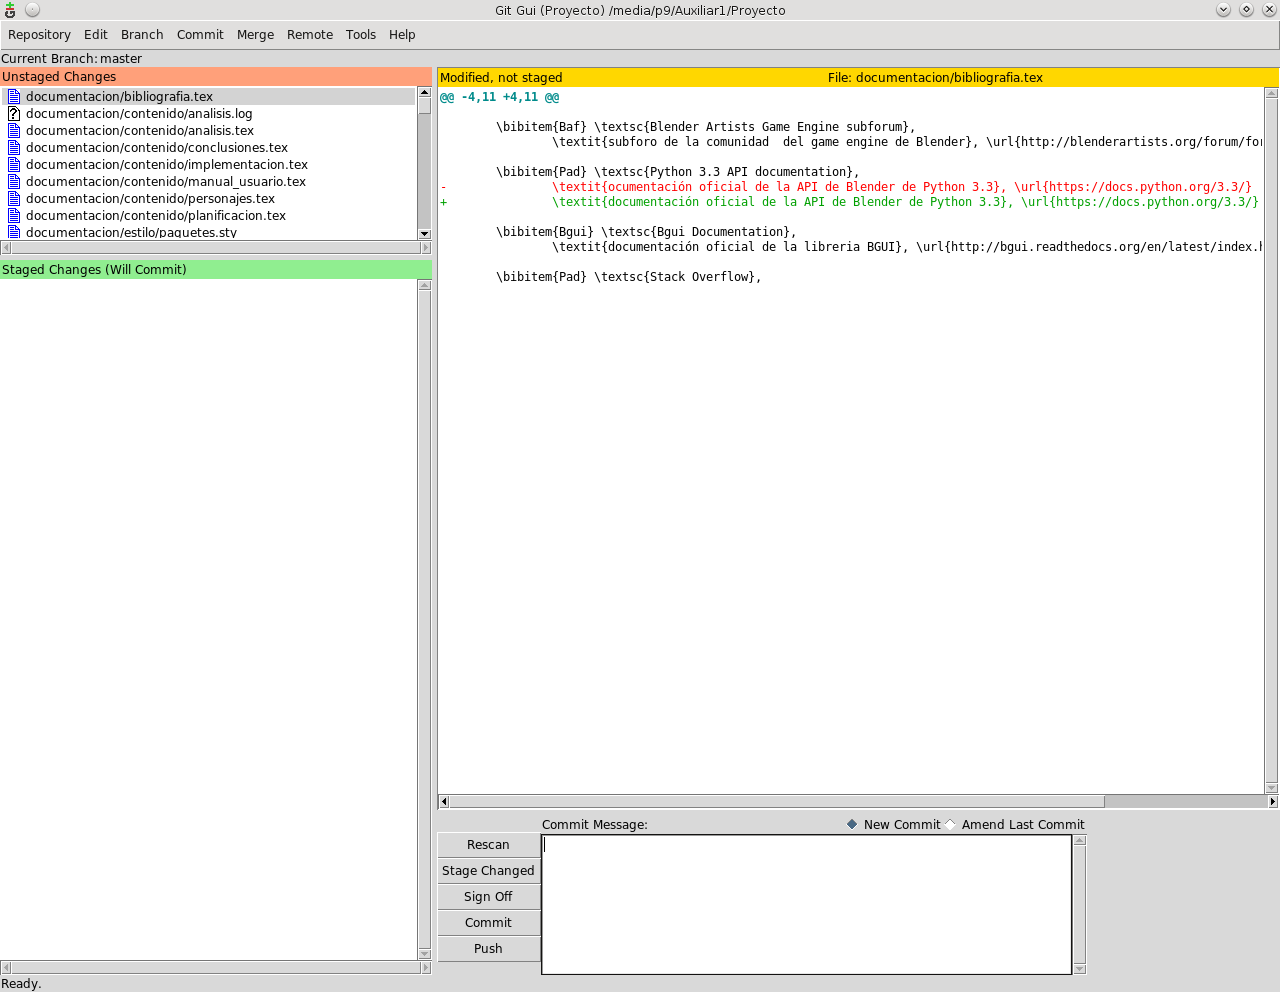 Git Gui (Proyecto) /media/p9/Auxiliar1/Proyecto
Repository Edit Branch Commit Merge Remote Tools Help
Current Branch: master
Unstaged Changes
documentacion/bibliografia.tex
documentacion/contenido/analisis.log
documentacion/contenido/analisis.tex
documentacion/contenido/conclusiones.tex
documentacion/contenido/implementacion.tex
documentacion/contenido/manual_usuario.tex
documentacion/contenido/personajes.tex
documentacion/contenido/planificacion.tex
documentacion/estilo/paquetes.sty
Staged Changes (Will Commit)
Modified, not staged File: documentacion/bibliografia.tex
@@ -4,11 +4,11 @@
\bibitem{Baf} \textsc{Blender Artists Game Engine subforum},
\textit{subforo de la comunidad  del game engine de Blender}, \url{http://blenderartists.org/forum/for
\bibitem{Pad} \textsc{Python 3.3 API documentation},
- \textit{ocumentación oficial de la API de Blender de Python 3.3}, \url{https://docs.python.org/3.3/}
+ \textit{documentación oficial de la API de Blender de Python 3.3}, \url{https://docs.python.org/3.3/}
\bibitem{Bgui} \textsc{Bgui Documentation},
\textit{documentación oficial de la libreria BGUI}, \url{http://bgui.readthedocs.org/en/latest/index.h
\bibitem{Pad} \textsc{Stack Overflow},
Commit Message: New Commit Amend Last Commit
Rescan
Stage Changed
Sign Off
Commit
Push
Ready.